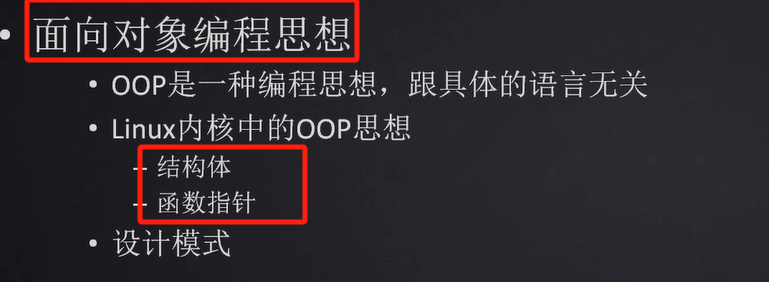 • 面向对象编程思想
• OOP是一种编程思想，跟具体的语言无关
• Linux内核中的OOP思想
– 结构体
– 函数指针
• 设计模式